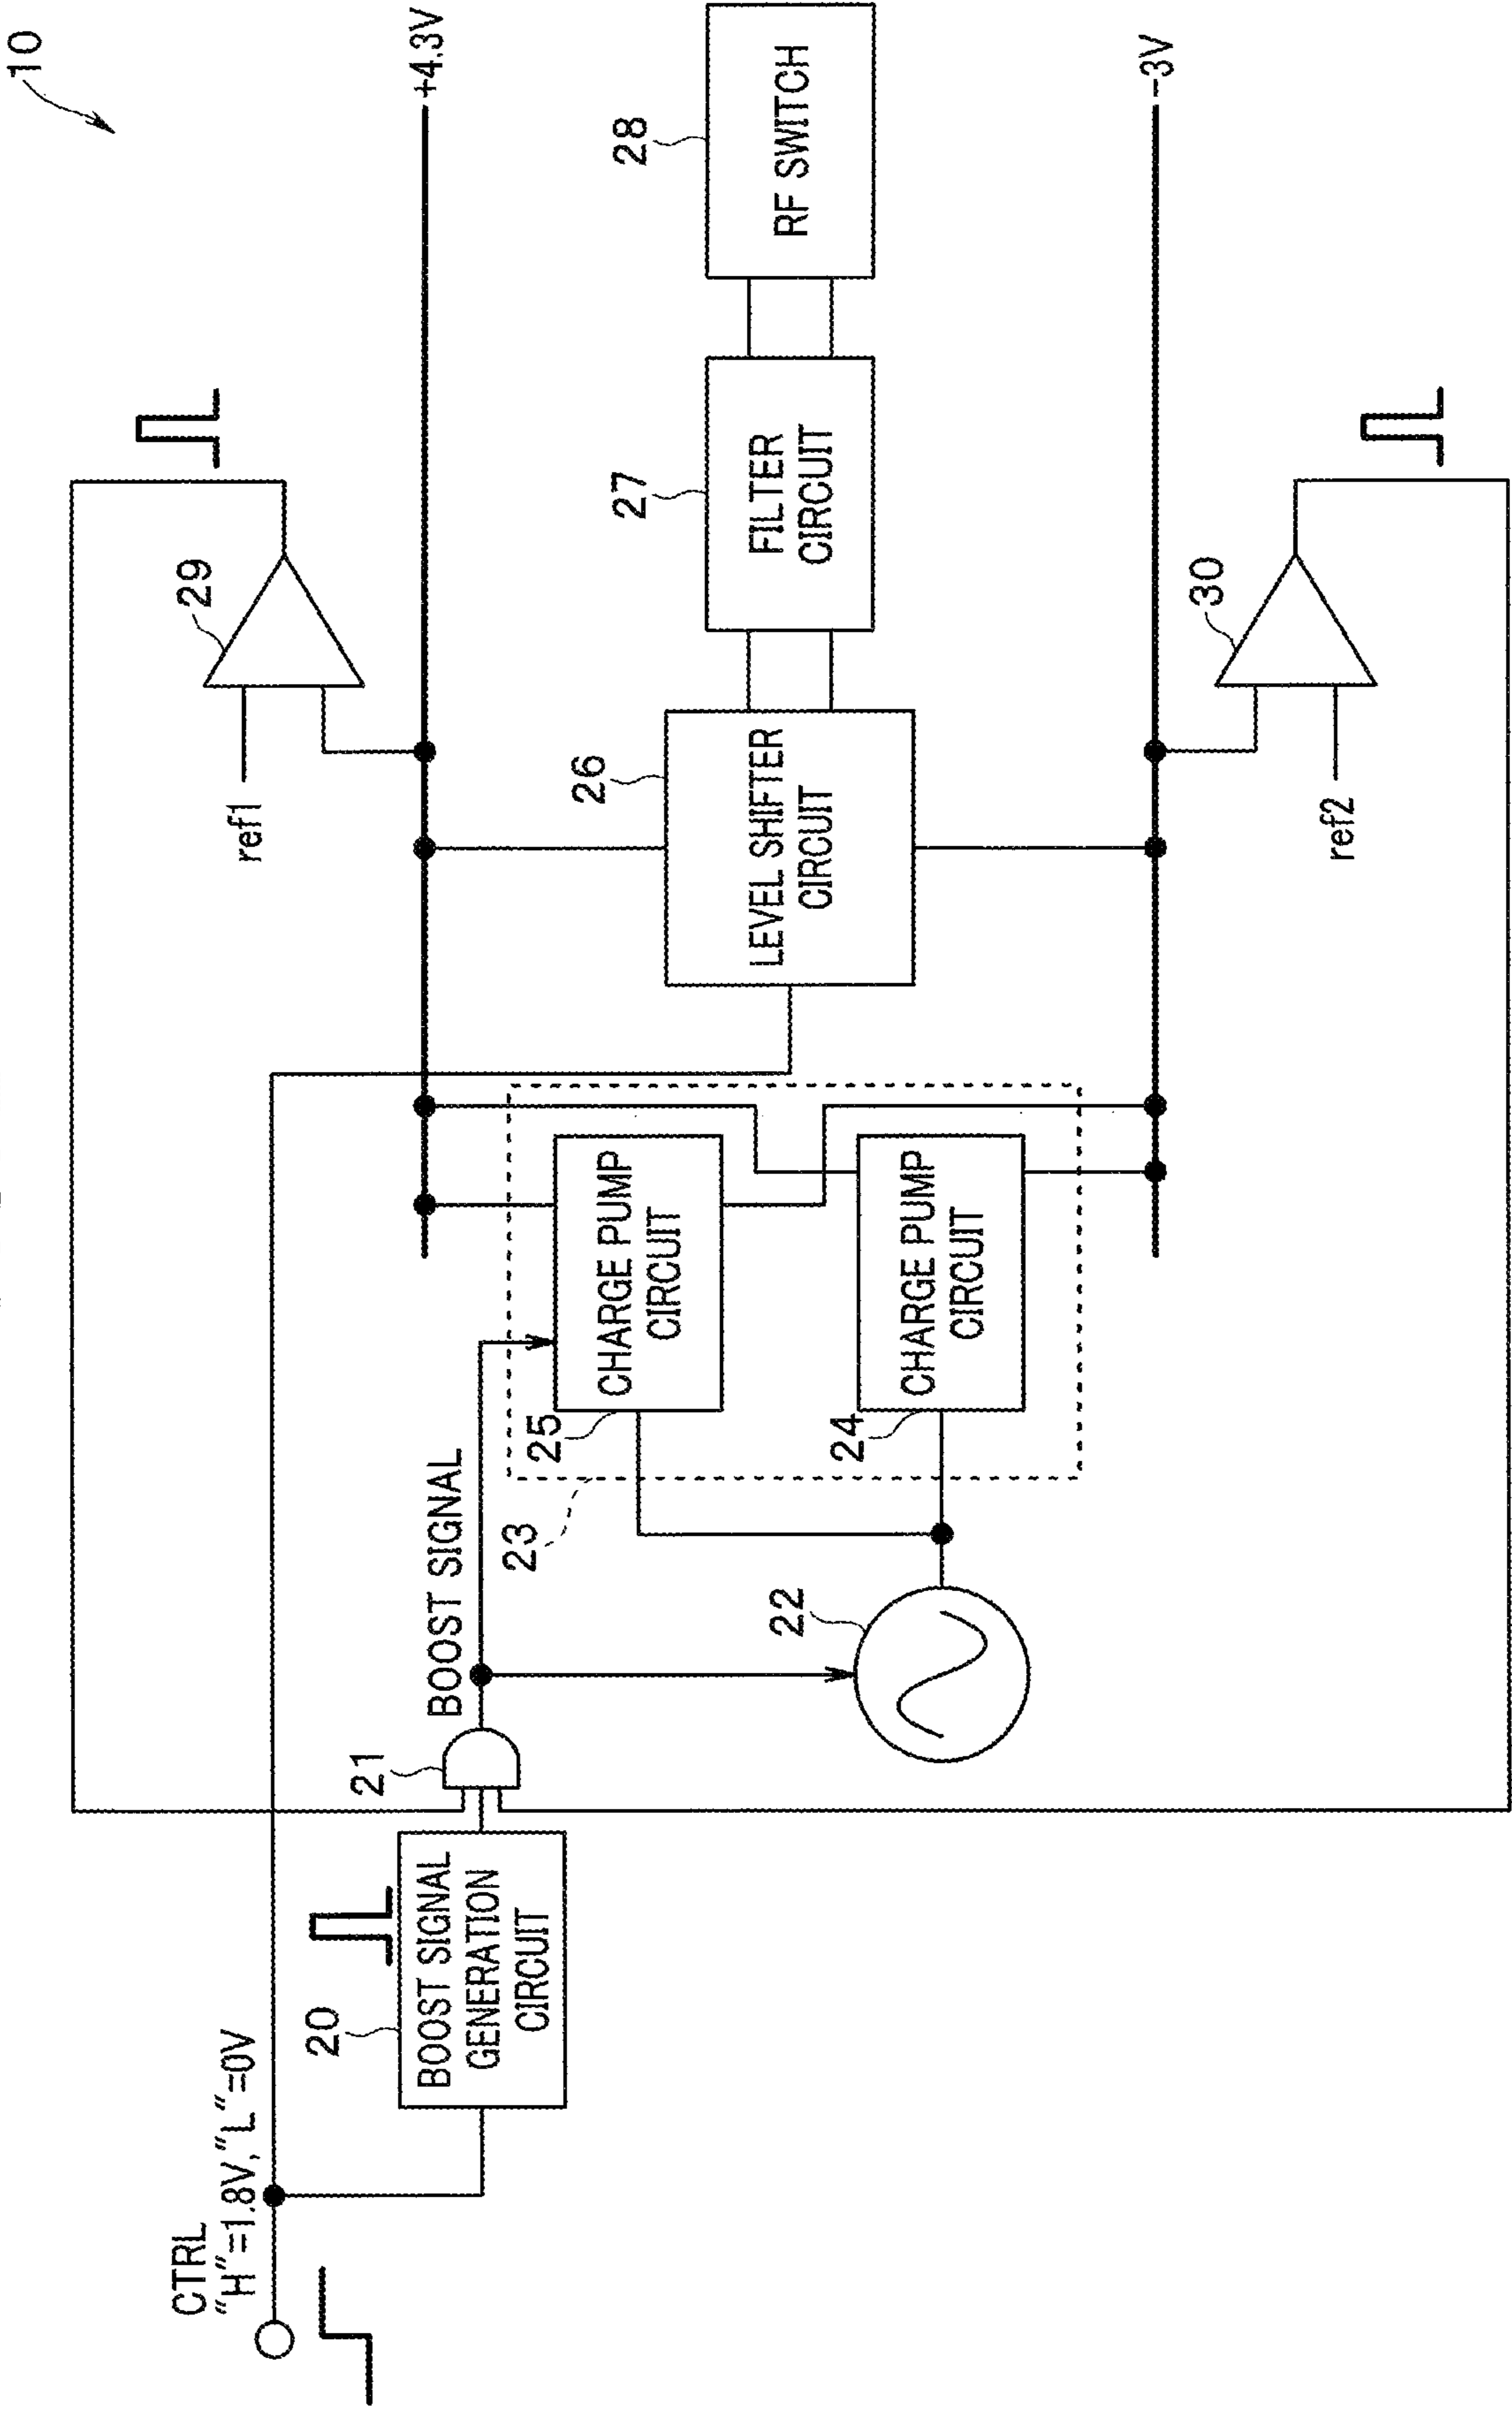 10
CTRL
"H"=1.8V, "L"=0V
20
BOOST SIGNAL
GENERATION
CIRCUIT
21
BOOST SIGNAL
22
23
25
CHARGE PUMP
CIRCUIT
24
CHARGE PUMP
CIRCUIT
26
LEVEL SHIFTER
CIRCUIT
27
FILTER
CIRCUIT
28
RF SWITCH
ref1
29
+4.3V
ref2
30
-3V